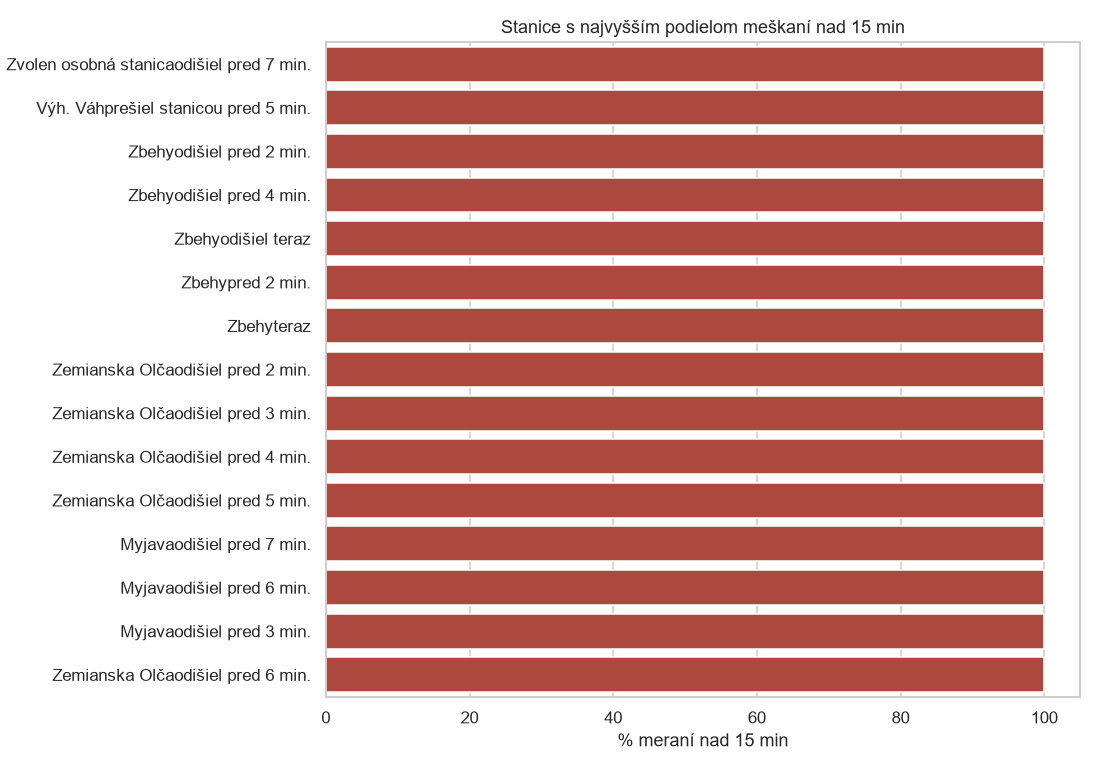 Stanice s najvyšším podielom meškaní nad 15 min
Zvolen osobná stanicaodišiel pred 7 min.
Výh. Váhprešiel stanicou pred 5 min.
Zbehyodišiel pred 2 min.
Zbehyodišiel pred 4 min.
Zbehyodišiel teraz
Zbehypred 2 min.
Zbehyteraz
Zemianska Olčaodišiel pred 2 min.
Zemianska Olčaodišiel pred 3 min.
Zemianska Olčaodišiel pred 4 min.
Zemianska Olčaodišiel pred 5 min.
Myjavaodišiel pred 7 min.
Myjavaodišiel pred 6 min.
Myjavaodišiel pred 3 min.
Zemianska Olčaodišiel pred 6 min.
0 20 40 60 80 100
% meraní nad 15 min